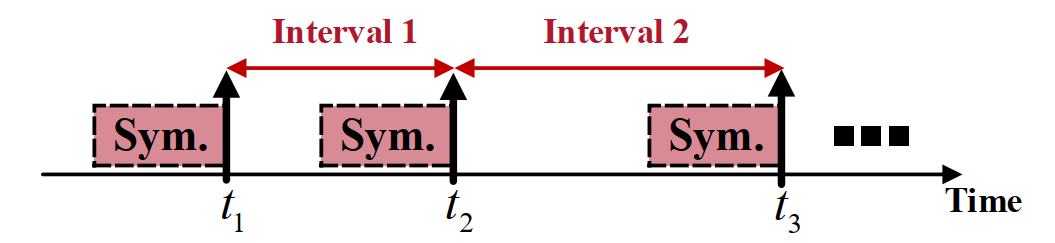 Interval 1 Interval 2
Sym. Sym. Sym.
t₁ t₂ t₃ Time